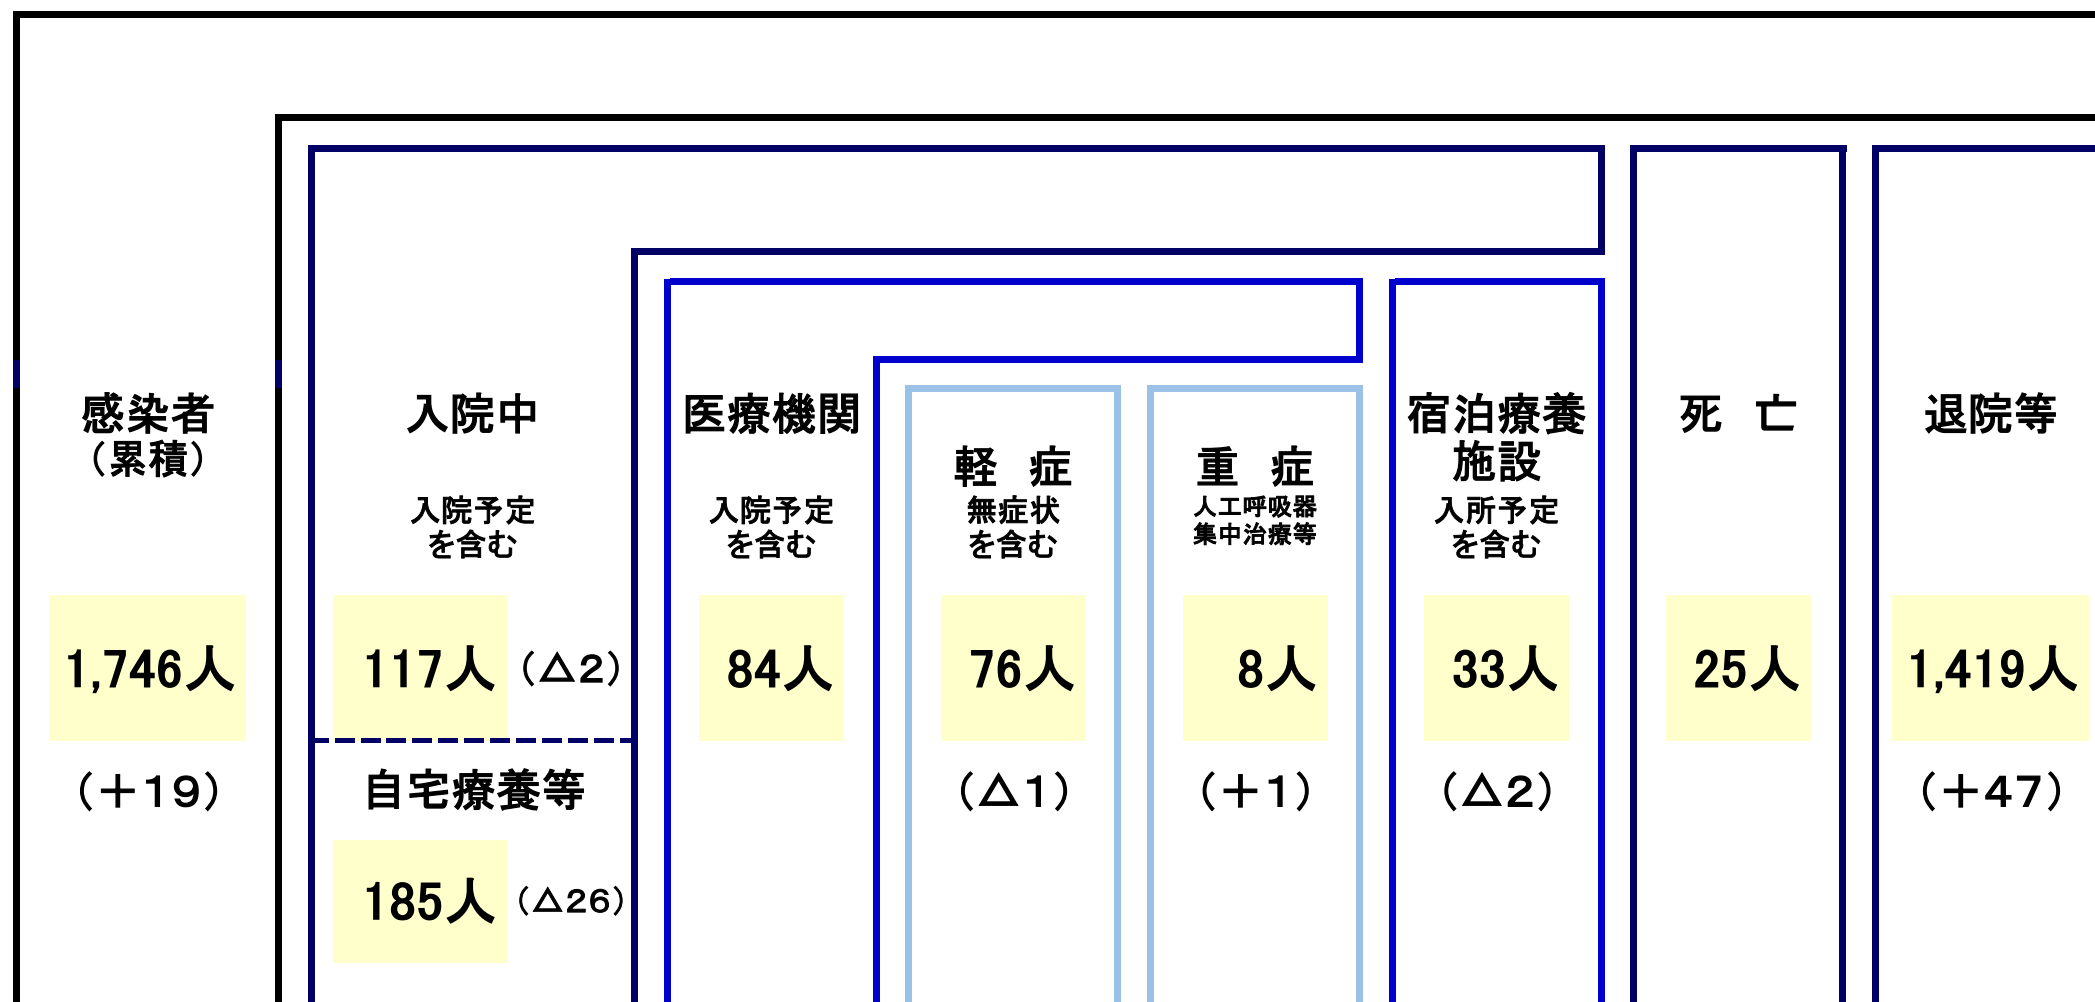 感染者
（累積）
1,746人
（＋19）
入院中
入院予定
を含む
117人（△2）
自宅療養等
185人（△26）
医療機関
入院予定
を含む
84人
軽 症
無症状
を含む
76人
（△1）
重 症
人工呼吸器
集中治療等
8人
（＋1）
宿泊療養
施設
入所予定
を含む
33人
（△2）
死 亡
25人
退院等
1,419人
（＋47）